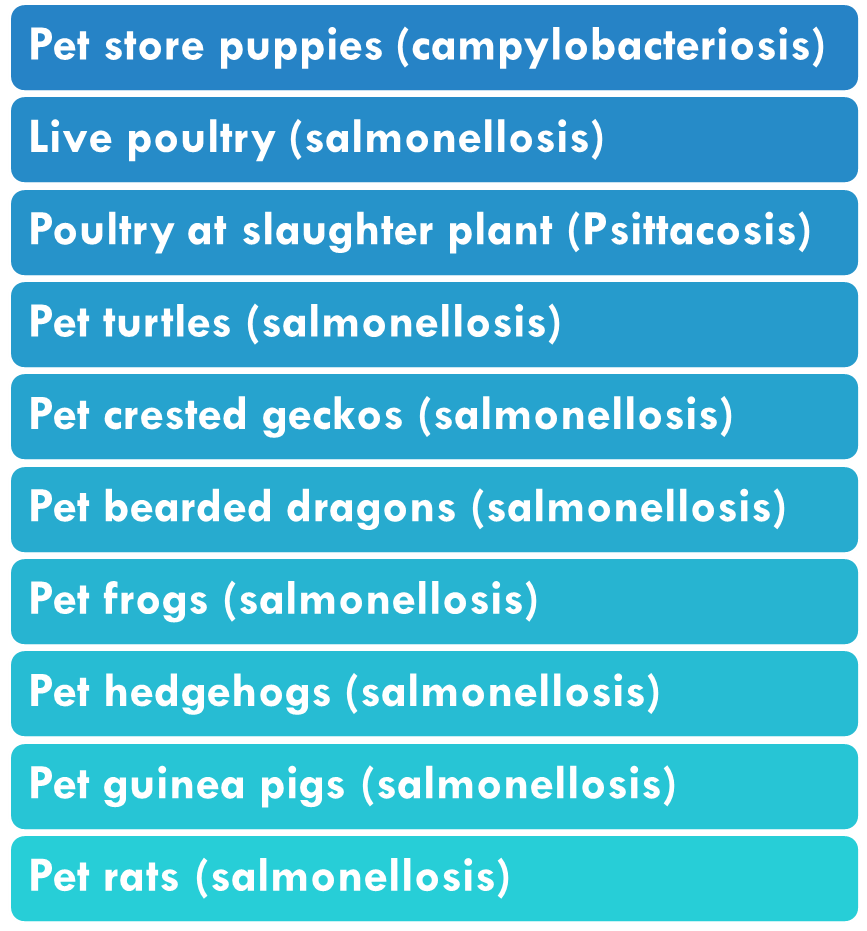 Pet store puppies (campylobacteriosis)
Live poultry (salmonellosis)
Poultry at slaughter plant (Psittacosis)
Pet turtles (salmonellosis)
Pet crested geckos (salmonellosis)
Pet bearded dragons (salmonellosis)
Pet frogs (salmonellosis)
Pet hedgehogs (salmonellosis)
Pet guinea pigs (salmonellosis)
Pet rats (salmonellosis)